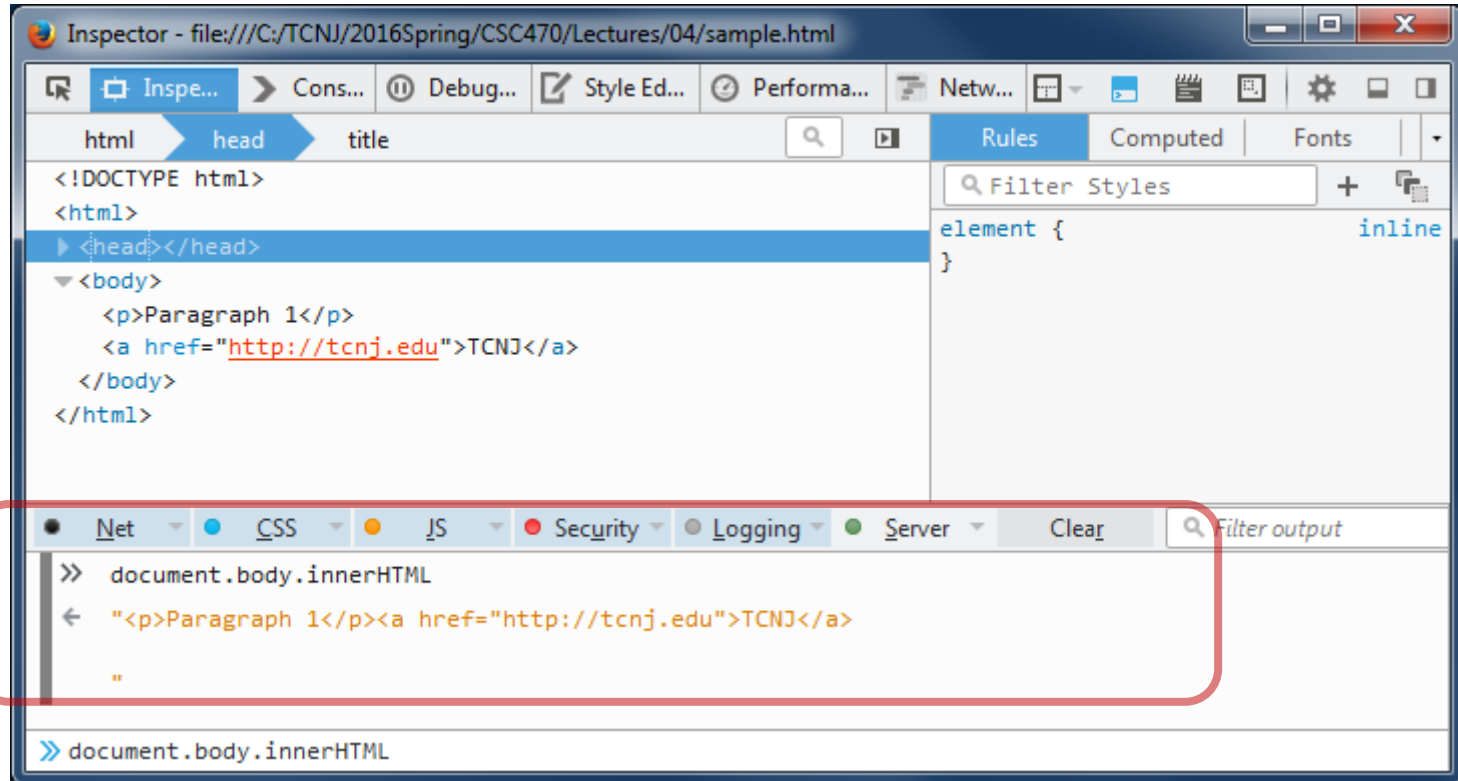 Inspector - file:///C:/TCNJ/2016Spring/CSC470/Lectures/04/sample.html
Inspe... Cons... Debug... Style Ed... Performa... Netw...
html head title Rules Computed Fonts
<!DOCTYPE html>
<html>
<head></head>
<body>
<p>Paragraph 1</p>
<a href="http://tcnj.edu">TCNJ</a>
</body>
</html>
Filter Styles +
element { inline
}
Net CSS JS Security Logging Server Clear Filter output
» document.body.innerHTML
← "<p>Paragraph 1</p><a href="http://tcnj.edu">TCNJ</a>
"
» document.body.innerHTML